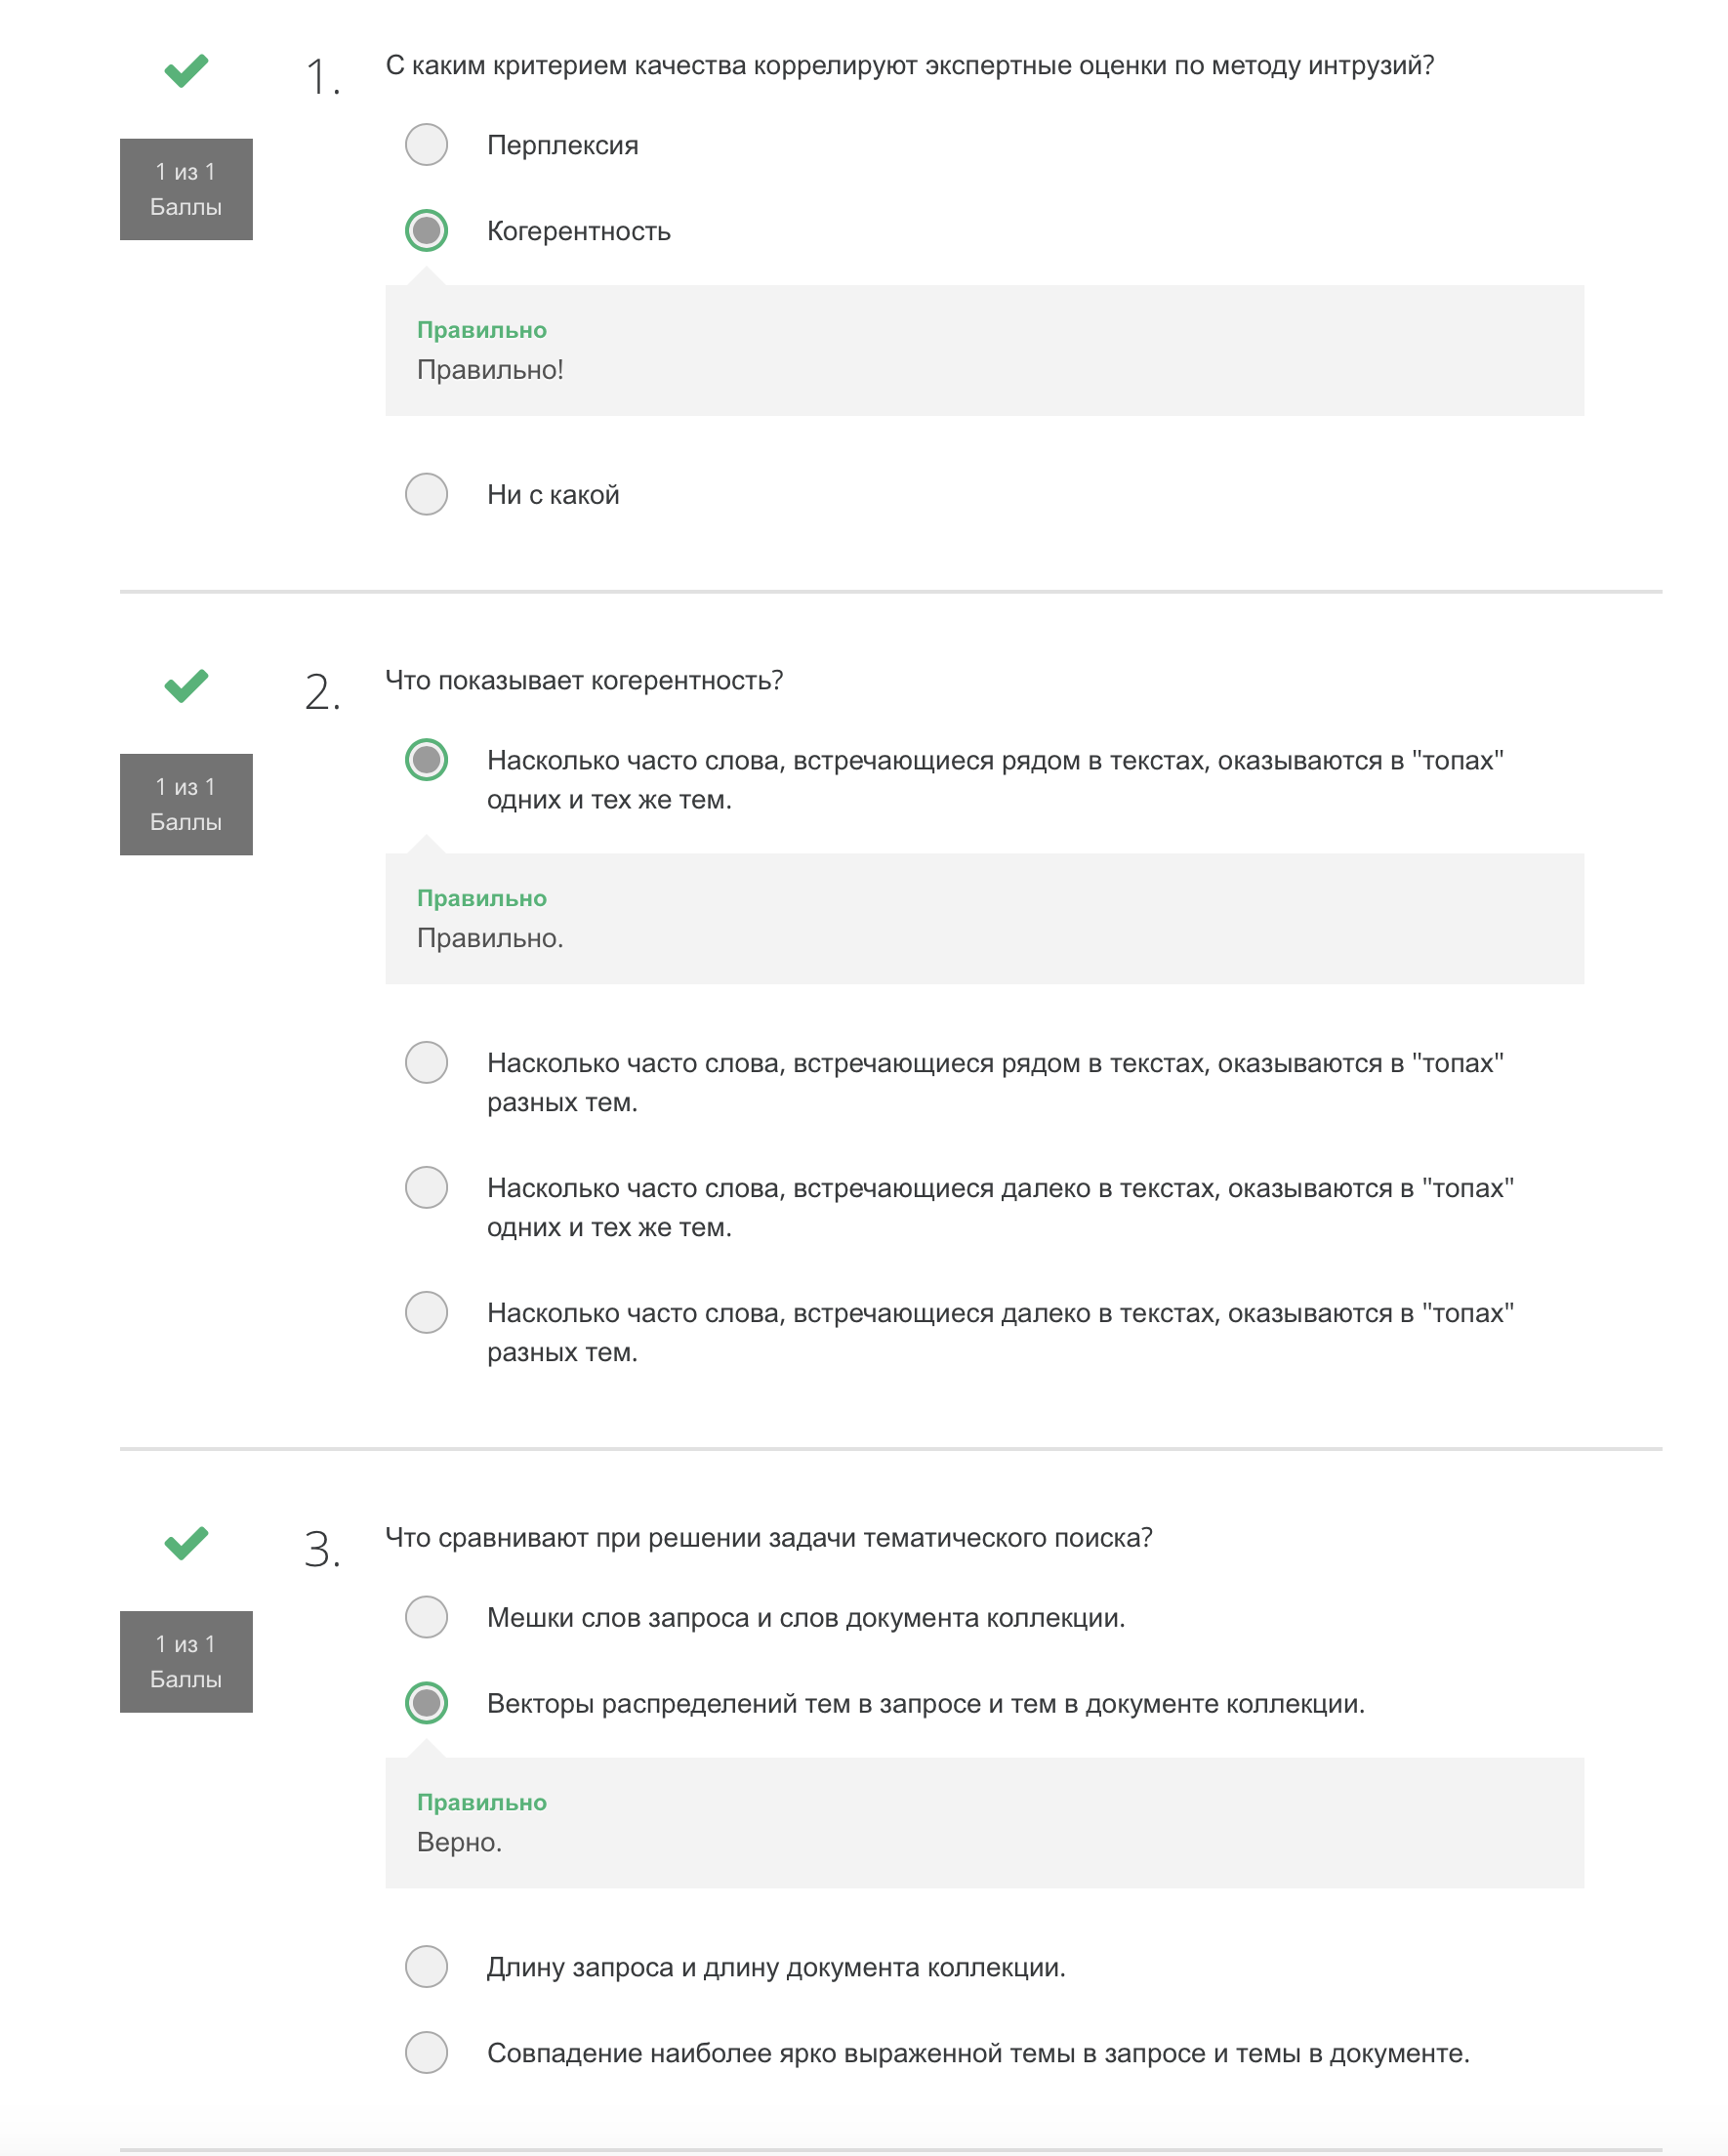 1.
С каким критерием качества коррелируют экспертные оценки по методу интрузий?
1 из 1
Баллы
Перплексия
Когерентность
Правильно
Правильно!
Ни с какой
2.
Что показывает когерентность?
1 из 1
Баллы
Насколько часто слова, встречающиеся рядом в текстах, оказываются в "топах"
одних и тех же тем.
Правильно
Правильно.
Насколько часто слова, встречающиеся рядом в текстах, оказываются в "топах"
разных тем.
Насколько часто слова, встречающиеся далеко в текстах, оказываются в "топах"
одних и тех же тем.
Насколько часто слова, встречающиеся далеко в текстах, оказываются в "топах"
разных тем.
3.
Что сравнивают при решении задачи тематического поиска?
1 из 1
Баллы
Мешки слов запроса и слов документа коллекции.
Векторы распределений тем в запросе и тем в документе коллекции.
Правильно
Верно.
Длину запроса и длину документа коллекции.
Совпадение наиболее ярко выраженной темы в запросе и темы в документе.